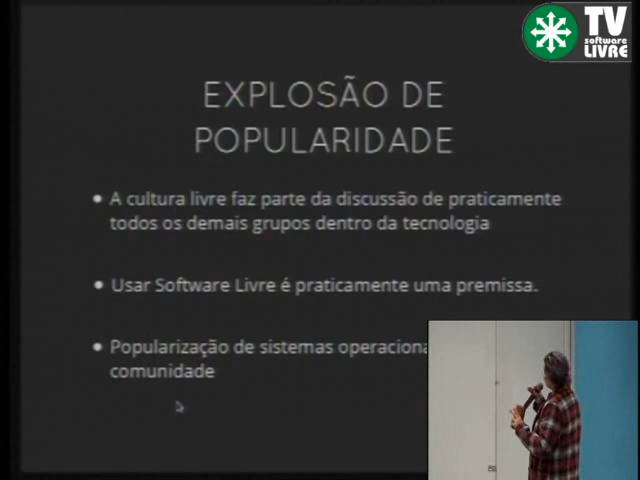 TV
software
LIVRE
EXPLOSÃO DE
POPULARIDADE
A cultura livre faz parte da discussão de praticamente
todos os demais grupos dentro da tecnologia
Usar Software Livre é praticamente uma premissa.
Popularização de sistemas
comunidade